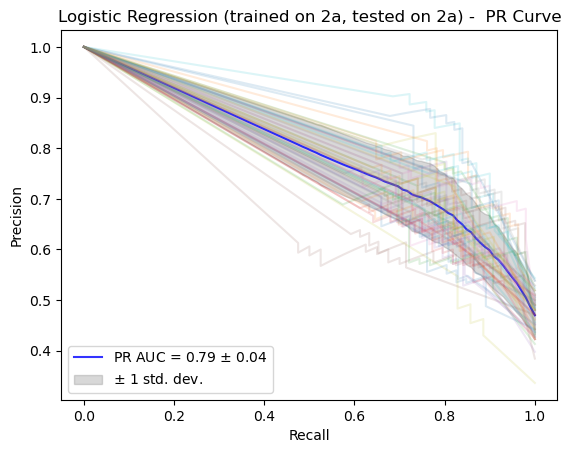 Logistic Regression (trained on 2a, tested on 2a) -  PR Curve
1.0
0.9
0.8
0.7
0.6
0.5
0.4
Precision
PR AUC = 0.79 ± 0.04
± 1 std. dev.
0.0 0.2 0.4 0.6 0.8 1.0
Recall